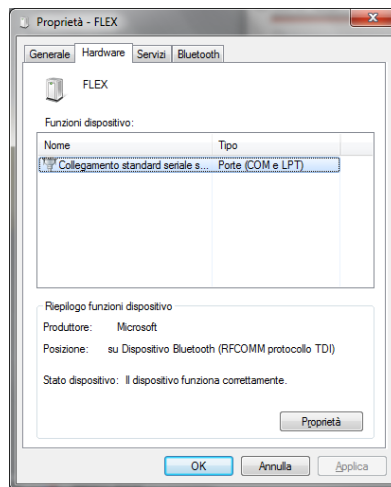 Proprietà - FLEX
Generale Hardware Servizi Bluetooth
FLEX
Funzioni dispositivo:
Nome Tipo
Collegamento standard seriale s... Porte (COM e LPT)
Riepilogo funzioni dispositivo
Produttore: Microsoft
Posizione: su Dispositivo Bluetooth (RFCOMM protocollo TDI)
Stato dispositivo: Il dispositivo funziona correttamente.
Proprietà
OK Annulla Applica